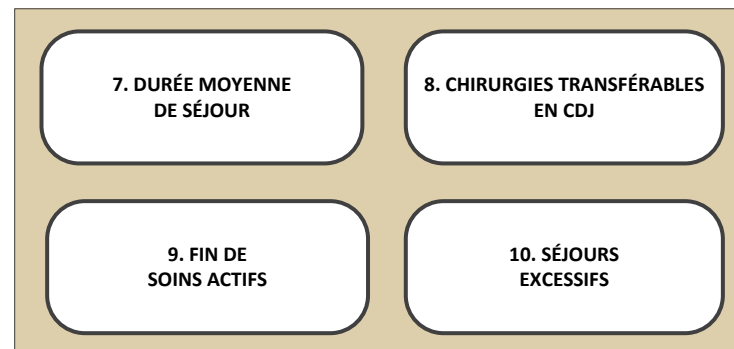 7. DURÉE MOYENNE
DE SÉJOUR
8. CHIRURGIES TRANSFÉRABLES
EN CDJ
9. FIN DE
SOINS ACTIFS
10. SÉJOURS
EXCESSIFS